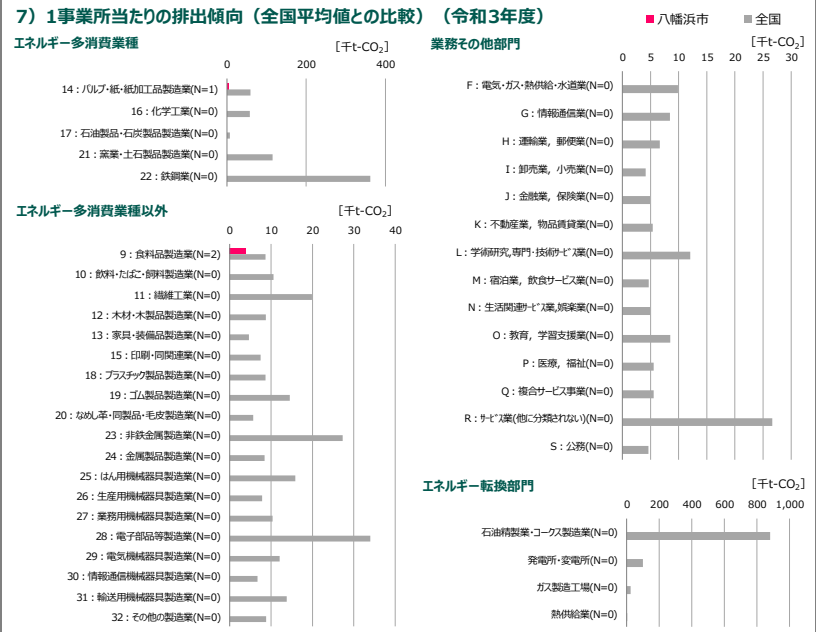 7）1事業所当たりの排出傾向（全国平均値との比較）（令和3年度）
■八幡浜市 ■全国
エネルギー多消費業種
［千t-CO₂］
0 200 400
14：パルプ・紙・紙加工品製造業(N=1)
16：化学工業(N=0)
17：石油製品・石炭製品製造業(N=0)
21：窯業・土石製品製造業(N=0)
22：鉄鋼業(N=0)
エネルギー多消費業種以外
［千t-CO₂］
0 10 20 30 40
9：食料品製造業(N=2)
10：飲料・たばこ・飼料製造業(N=0)
11：繊維工業(N=0)
12：木材・木製品製造業(N=0)
13：家具・装備品製造業(N=0)
15：印刷・同関連業(N=0)
18：プラスチック製品製造業(N=0)
19：ゴム製品製造業(N=0)
20：なめし革・同製品・毛皮製造業(N=0)
23：非鉄金属製造業(N=0)
24：金属製品製造業(N=0)
25：はん用機械器具製造業(N=0)
26：生産用機械器具製造業(N=0)
27：業務用機械器具製造業(N=0)
28：電子部品等製造業(N=0)
29：電気機械器具製造業(N=0)
30：情報通信機械器具製造業(N=0)
31：輸送用機械器具製造業(N=0)
32：その他の製造業(N=0)
業務その他部門
［千t-CO₂］
0 5 10 15 20 25 30
F：電気・ガス・熱供給・水道業(N=0)
G：情報通信業(N=0)
H：運輸業，郵便業(N=0)
I：卸売業，小売業(N=0)
J：金融業，保険業(N=0)
K：不動産業，物品賃貸業(N=0)
L：学術研究,専門・技術サービス業(N=0)
M：宿泊業，飲食サービス業(N=0)
N：生活関連サービス業,娯楽業(N=0)
O：教育，学習支援業(N=0)
P：医療，福祉(N=0)
Q：複合サービス事業(N=0)
R：サービス業(他に分類されない)(N=0)
S：公務(N=0)
エネルギー転換部門
［千t-CO₂］
0 200 400 600 800 1,000
石油精製業・コークス製造業(N=0)
発電所・変電所(N=0)
ガス製造工場(N=0)
熱供給業(N=0)